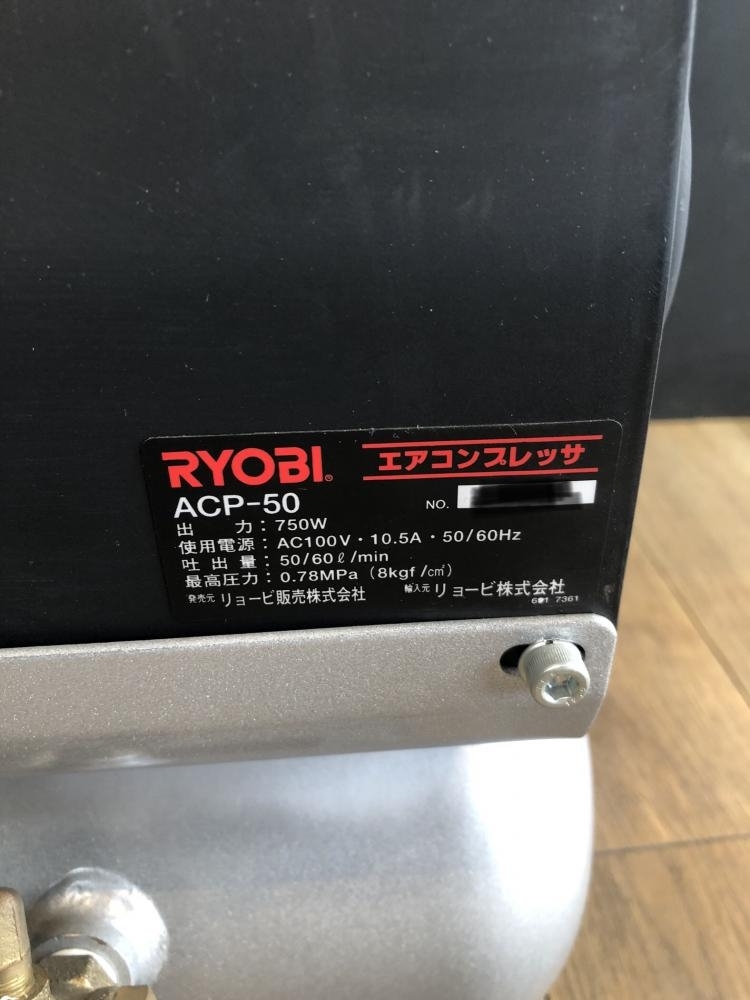 RYOBI® エアコンプレッサ
ACP-50 NO.
出 力：750W
使用電源：AC100V・10.5A・50/60Hz
吐出量：50/60ℓ/min
最高圧力：0.78MPa（8kgf/㎠）
発売元 リョービ販売株式会社 輸入元 リョービ株式会社
7361